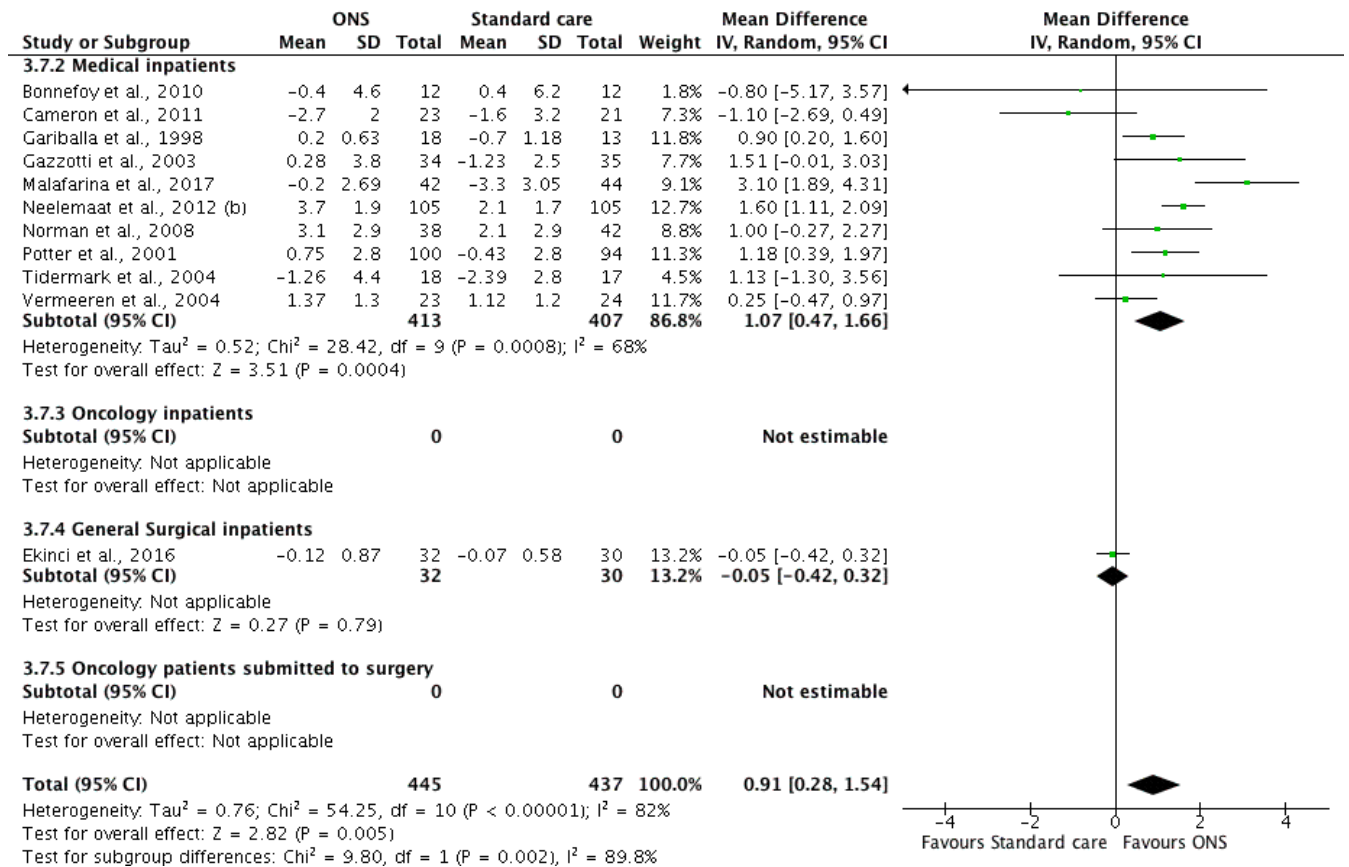 ONS Standard care Mean Difference Mean Difference
Study or Subgroup Mean SD Total Mean SD Total Weight IV, Random, 95% CI IV, Random, 95% CI
3.7.2 Medical inpatients
Bonnefoy et al., 2010 −0.4 4.6 12 0.4 6.2 12 1.8% −0.80 [−5.17, 3.57]
Cameron et al., 2011 −2.7 2 23 −1.6 3.2 21 7.3% −1.10 [−2.69, 0.49]
Gariballa et al., 1998 0.2 0.63 18 −0.7 1.18 13 11.8% 0.90 [0.20, 1.60]
Gazzotti et al., 2003 0.28 3.8 34 −1.23 2.5 35 7.7% 1.51 [−0.01, 3.03]
Malafarina et al., 2017 −0.2 2.69 42 −3.3 3.05 44 9.1% 3.10 [1.89, 4.31]
Neelemaat et al., 2012 (b) 3.7 1.9 105 2.1 1.7 105 12.7% 1.60 [1.11, 2.09]
Norman et al., 2008 3.1 2.9 38 2.1 2.9 42 8.8% 1.00 [−0.27, 2.27]
Potter et al., 2001 0.75 2.8 100 −0.43 2.8 94 11.3% 1.18 [0.39, 1.97]
Tidermark et al., 2004 −1.26 4.4 18 −2.39 2.8 17 4.5% 1.13 [−1.30, 3.56]
Vermeeren et al., 2004 1.37 1.3 23 1.12 1.2 24 11.7% 0.25 [−0.47, 0.97]
Subtotal (95% CI) 413 407 86.8% 1.07 [0.47, 1.66]
Heterogeneity: Tau² = 0.52; Chi² = 28.42, df = 9 (P = 0.0008); I² = 68%
Test for overall effect: Z = 3.51 (P = 0.0004)
3.7.3 Oncology inpatients
Subtotal (95% CI) 0 0 Not estimable
Heterogeneity: Not applicable
Test for overall effect: Not applicable
3.7.4 General Surgical inpatients
Ekinci et al., 2016 −0.12 0.87 32 −0.07 0.58 30 13.2% −0.05 [−0.42, 0.32]
Subtotal (95% CI) 32 30 13.2% −0.05 [−0.42, 0.32]
Heterogeneity: Not applicable
Test for overall effect: Z = 0.27 (P = 0.79)
3.7.5 Oncology patients submitted to surgery
Subtotal (95% CI) 0 0 Not estimable
Heterogeneity: Not applicable
Test for overall effect: Not applicable
Total (95% CI) 445 437 100.0% 0.91 [0.28, 1.54]
Heterogeneity: Tau² = 0.76; Chi² = 54.25, df = 10 (P < 0.00001); I² = 82%
Test for overall effect: Z = 2.82 (P = 0.005)
Test for subgroup differences: Chi² = 9.80, df = 1 (P = 0.002), I² = 89.8%
−4 −2 0 2 4
Favours Standard care Favours ONS